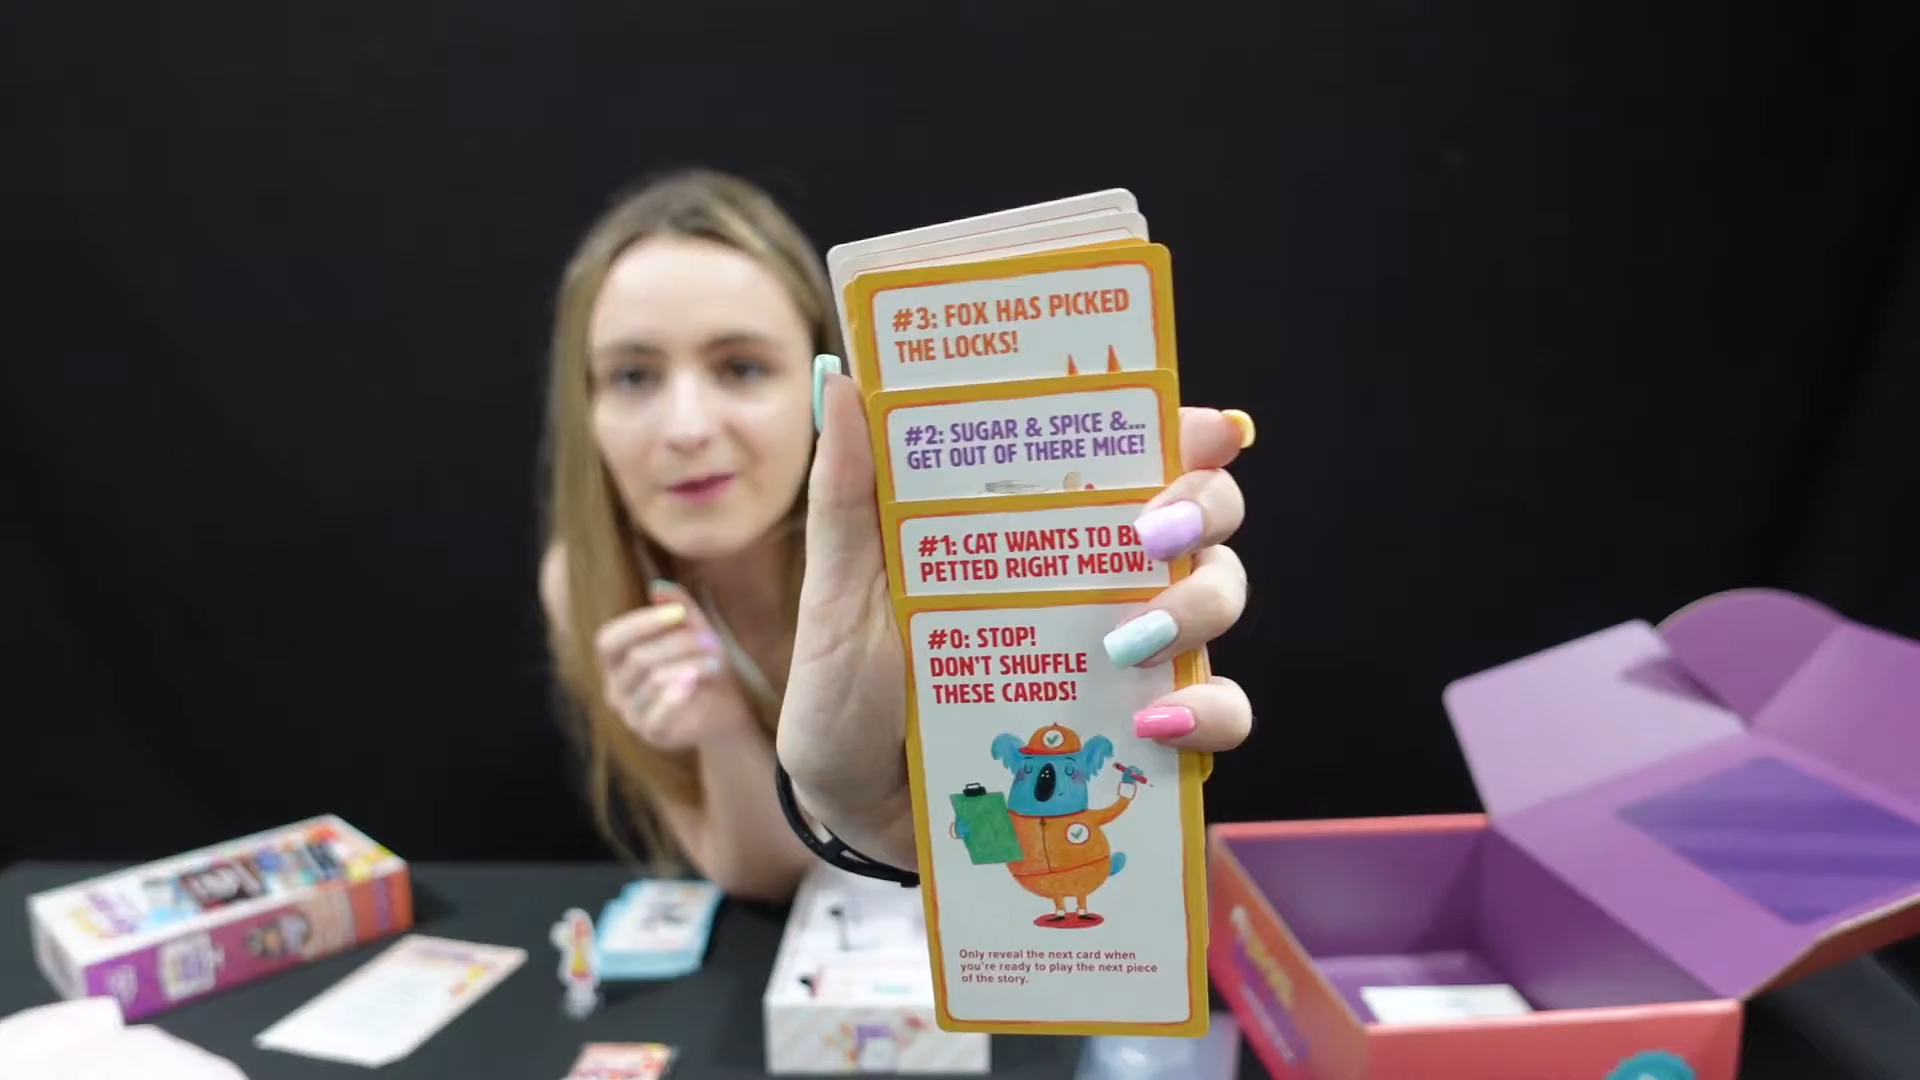 #3: FOX HAS PICKED
THE LOCKS!
#2: SUGAR & SPICE &...
GET OUT OF THERE MICE!
#1: CAT WANTS TO BE
PETTED RIGHT MEOW!
#0: STOP!
DON'T SHUFFLE
THESE CARDS!
Only reveal the next card when
you're ready to play the next piece
of the story.